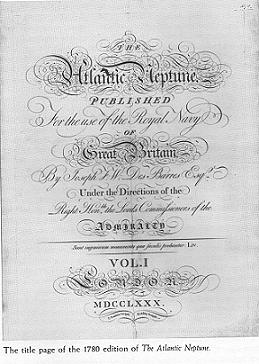 THE
Atlantic Neptune.
PUBLISHED
For the use of the Royal Navy
OF
Great Britain
By Joseph F. W. Des Barres Esq.r
Under the Directions of the
Right Hon.ble the Lords Commissioners of the
ADMIRALTY
VOL. I
LONDON.
MDCCLXXX.
The title page of the 1780 edition of The Atlantic Neptune.